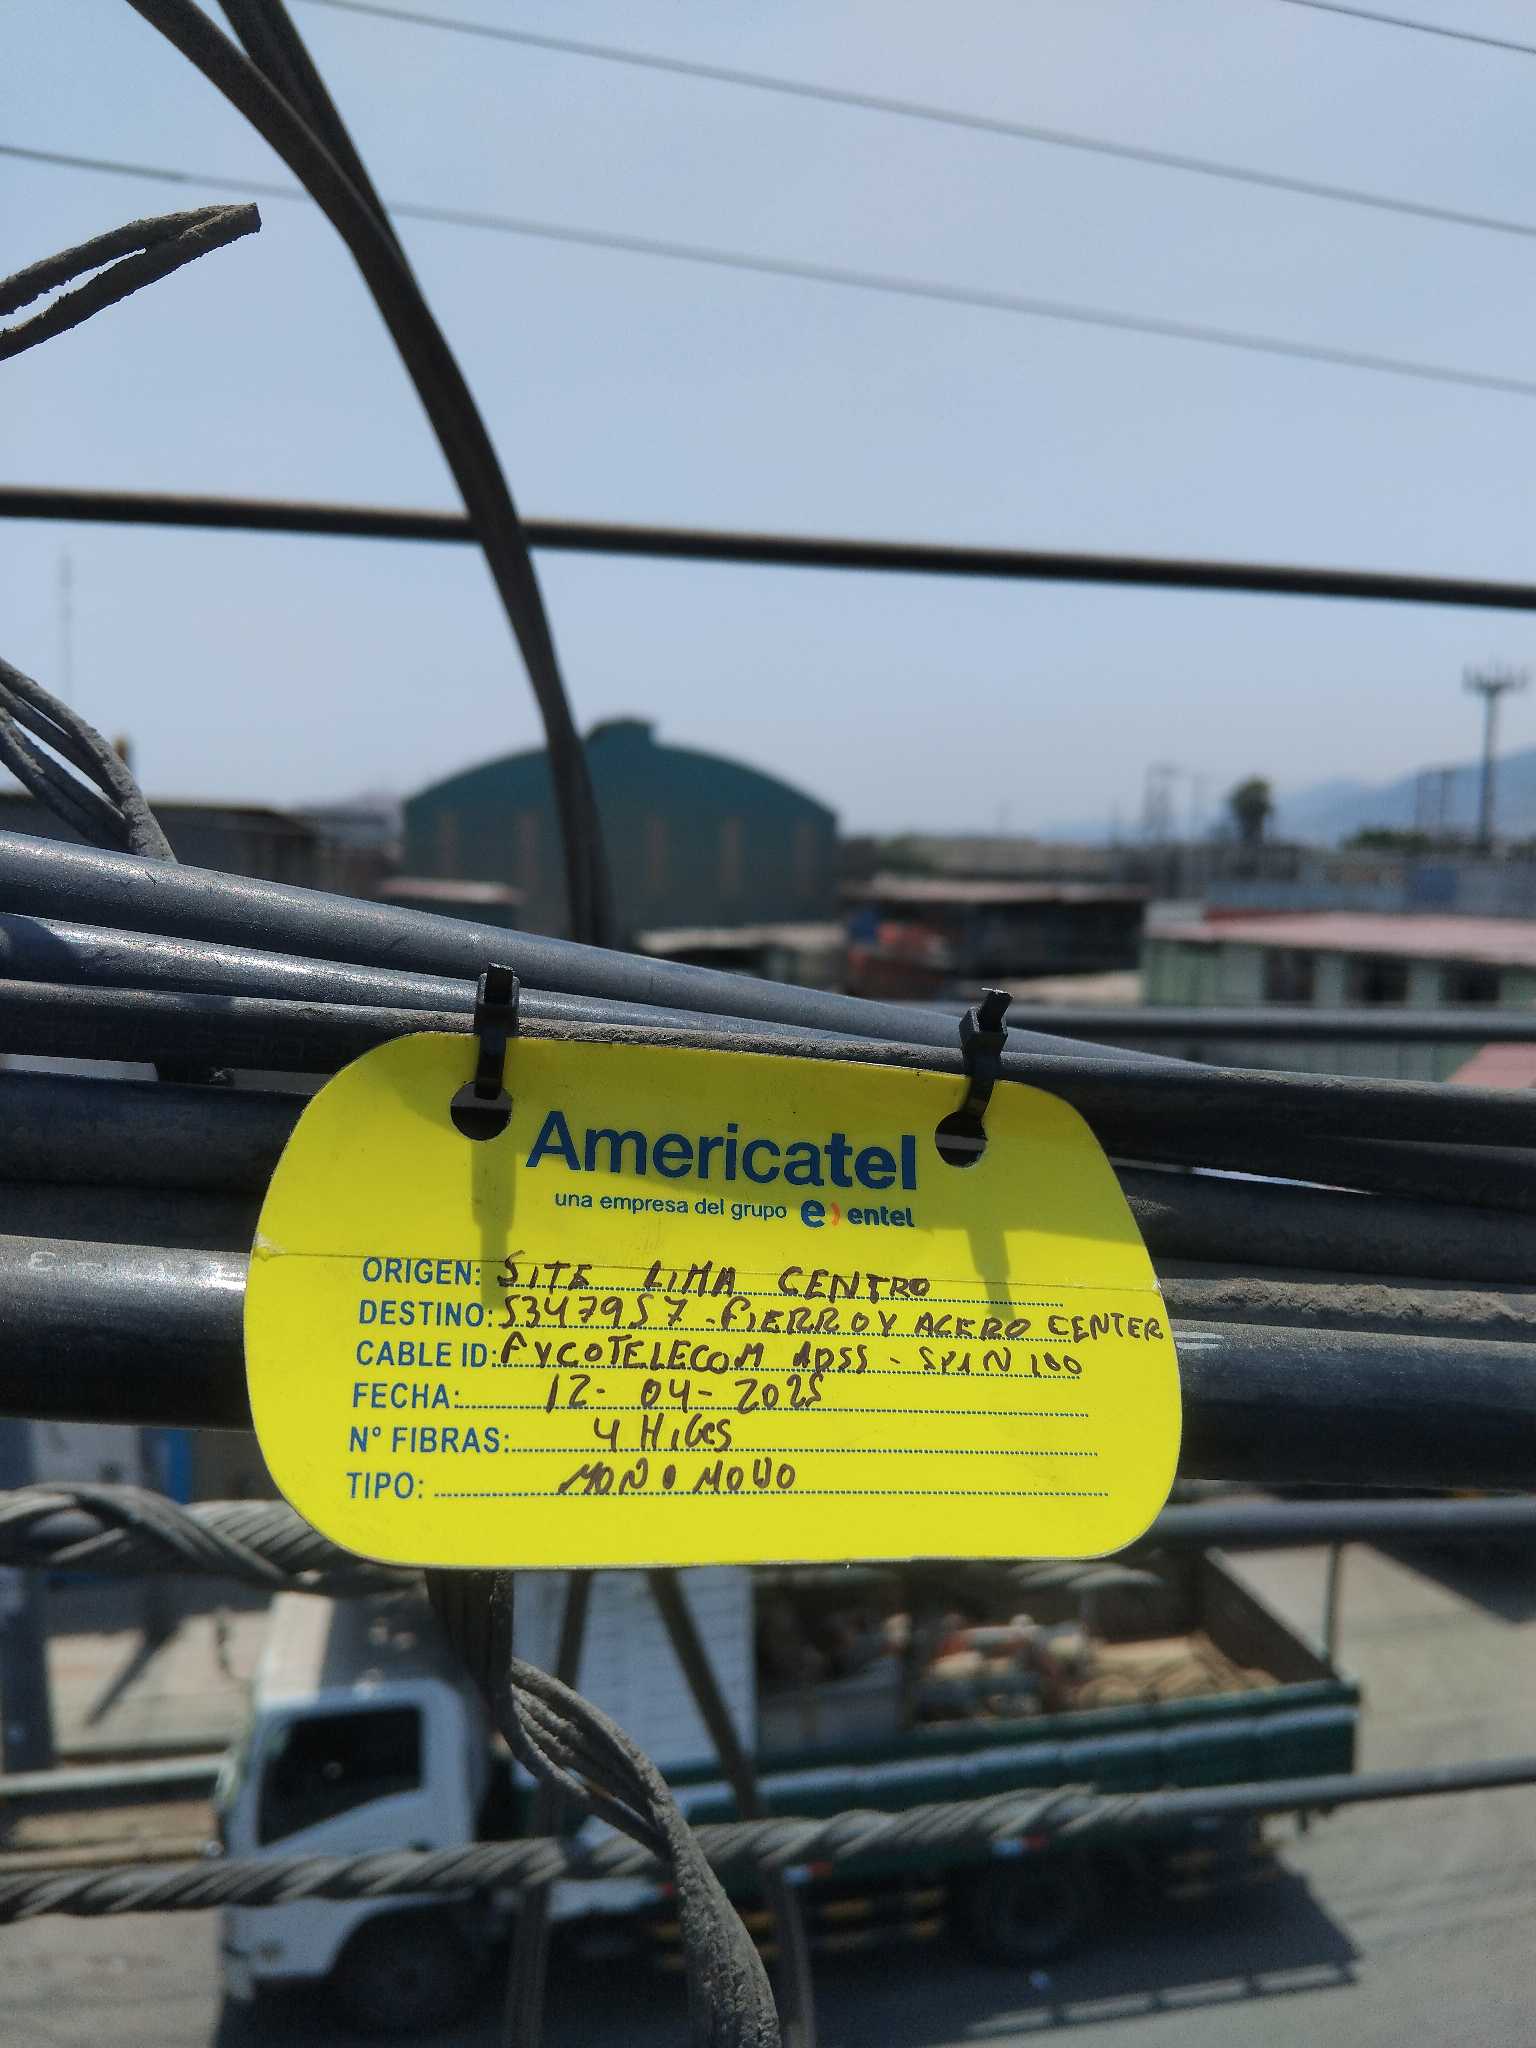 Americatel
una empresa del grupo entel
ORIGEN: SITE LIMA CENTRO
DESTINO: 5347957 - FIERRO Y ACERO CENTER
CABLE ID: FYCOTELECOM ADSS - SPAN 100
FECHA: 12-04-2025
N° FIBRAS: 4 HiLOS
TIPO: MONOMODO